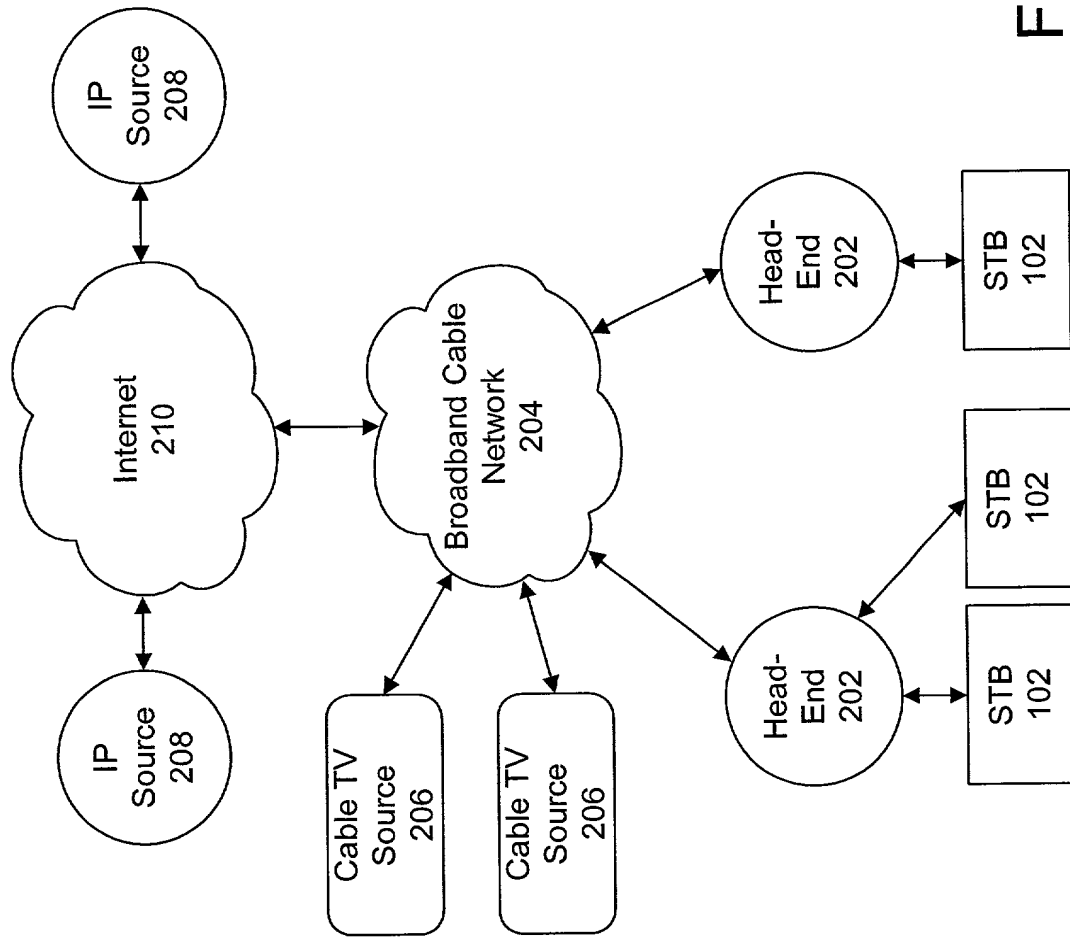 IP
Source
208
Internet
210
IP
Source
208
Cable TV
Source
206
Cable TV
Source
206
Broadband Cable
Network
204
Head-
End
202
Head-
End
202
STB
102
STB
102
STB
102
F